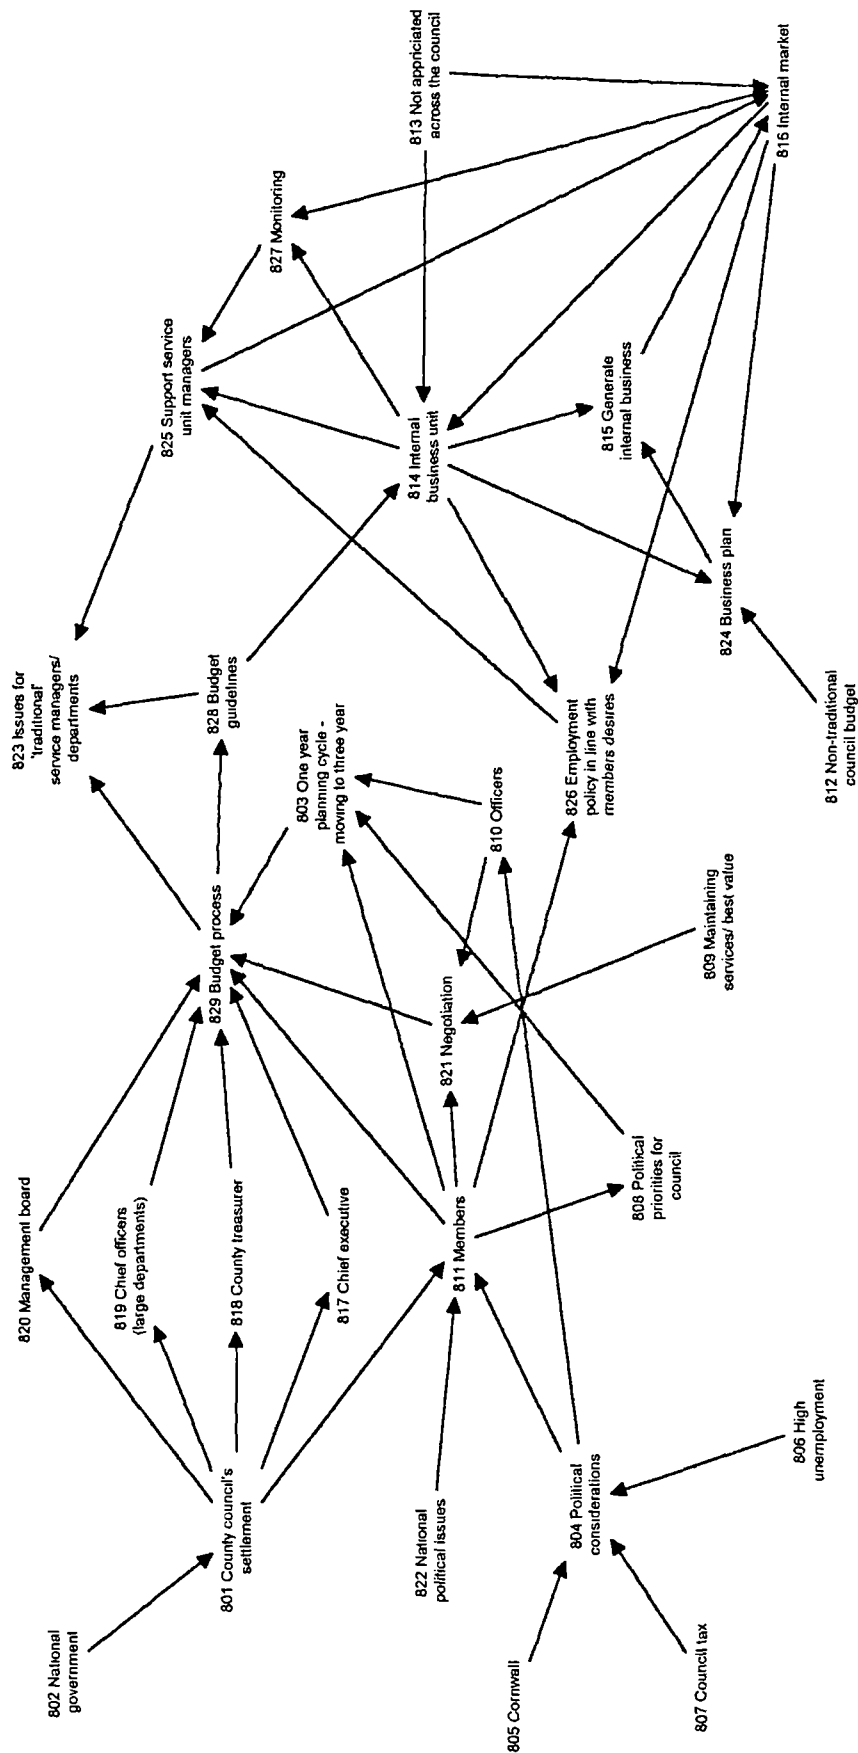 823 Issues for
'traditional'
service managers/
departments
820 Management board
802 National
government
819 Chief officers
(large departments)
825 Support service
unit managers
828 Budget
guidelines
829 Budget process
801 County council's
settlement
818 County treasurer
827 Monitoring
803 One year
planning cycle -
moving to three year
817 Chief executive
813 Not appriciated
across the council
814 Internal
business unit
822 National
political issues
821 Negotiation
811 Members
810 Officers
805 Cornwall
826 Employment
policy in line with
members desires
804 Political
considerations
815 Generate
internal business
808 Political
priorities for
council
807 Council tax
809 Maintaining
services/ best value
824 Business plan
816 Internal market
806 High
unemployment
812 Non-traditional
council budget